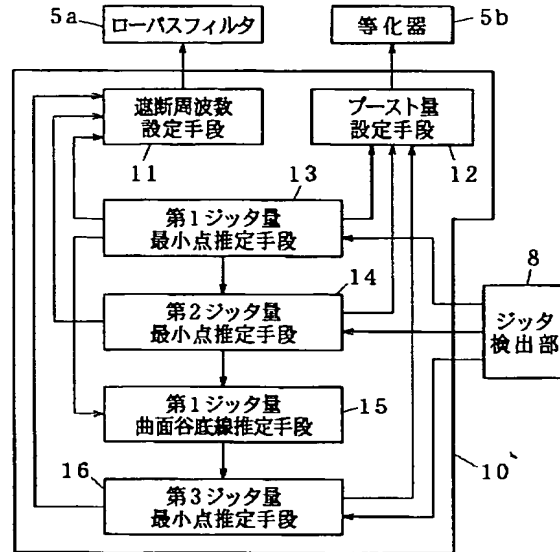 5a
ローパスフィルタ
等化器
5b
遮断周波数
設定手段
11
ブースト量
設定手段
12
13
第1ジッタ量
最小点推定手段
14
第2ジッタ量
最小点推定手段
8
ジッタ
検出部
第1ジッタ量
曲面谷底線推定手段
15
16
第3ジッタ量
最小点推定手段
10